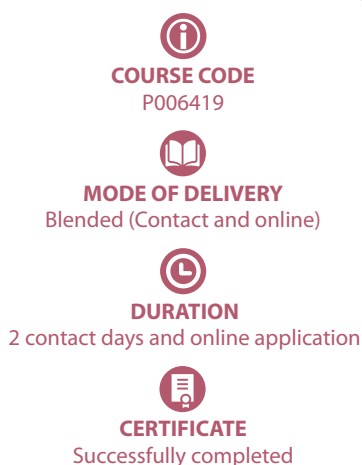 COURSE CODE
P006419
MODE OF DELIVERY
Blended (Contact and online)
DURATION
2 contact days and online application
CERTIFICATE
Successfully completed